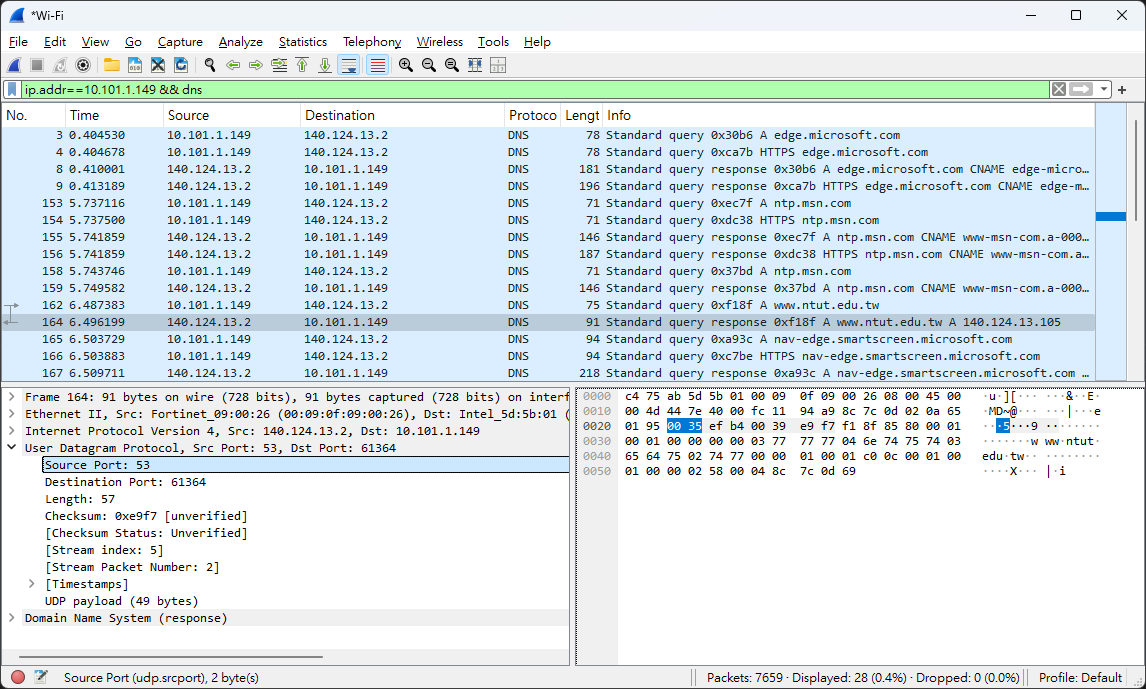 *Wi-Fi
File Edit View Go Capture Analyze Statistics Telephony Wireless Tools Help
ip.addr==10.101.1.149 && dns
No. Time Source Destination Protoco Lengt Info
3 0.404530 10.101.1.149 140.124.13.2 DNS 78 Standard query 0x30b6 A edge.microsoft.com
4 0.404678 10.101.1.149 140.124.13.2 DNS 78 Standard query 0xca7b HTTPS edge.microsoft.com
8 0.410001 140.124.13.2 10.101.1.149 DNS 181 Standard query response 0x30b6 A edge.microsoft.com CNAME edge-micro…
9 0.413189 140.124.13.2 10.101.1.149 DNS 196 Standard query response 0xca7b HTTPS edge.microsoft.com CNAME edge-m…
153 5.737116 10.101.1.149 140.124.13.2 DNS 71 Standard query 0xec7f A ntp.msn.com
154 5.737500 10.101.1.149 140.124.13.2 DNS 71 Standard query 0xdc38 HTTPS ntp.msn.com
155 5.741859 140.124.13.2 10.101.1.149 DNS 146 Standard query response 0xec7f A ntp.msn.com CNAME www-msn-com.a-000…
156 5.741859 140.124.13.2 10.101.1.149 DNS 187 Standard query response 0xdc38 HTTPS ntp.msn.com CNAME www-msn-com.a…
158 5.743746 10.101.1.149 140.124.13.2 DNS 71 Standard query 0x37bd A ntp.msn.com
159 5.749582 140.124.13.2 10.101.1.149 DNS 146 Standard query response 0x37bd A ntp.msn.com CNAME www-msn-com.a-000…
162 6.487383 10.101.1.149 140.124.13.2 DNS 75 Standard query 0xf18f A www.ntut.edu.tw
164 6.496199 140.124.13.2 10.101.1.149 DNS 91 Standard query response 0xf18f A www.ntut.edu.tw A 140.124.13.105
165 6.503729 10.101.1.149 140.124.13.2 DNS 94 Standard query 0xa93c A nav-edge.smartscreen.microsoft.com
166 6.503883 10.101.1.149 140.124.13.2 DNS 94 Standard query 0xc7be HTTPS nav-edge.smartscreen.microsoft.com
167 6.509711 140.124.13.2 10.101.1.149 DNS 218 Standard query response 0xa93c A nav-edge.smartscreen.microsoft.com …
Frame 164: 91 bytes on wire (728 bits), 91 bytes captured (728 bits) on interf
Ethernet II, Src: Fortinet_09:00:26 (00:09:0f:09:00:26), Dst: Intel_5d:5b:01 (
Internet Protocol Version 4, Src: 140.124.13.2, Dst: 10.101.1.149
User Datagram Protocol, Src Port: 53, Dst Port: 61364
Source Port: 53
Destination Port: 61364
Length: 57
Checksum: 0xe9f7 [unverified]
[Checksum Status: Unverified]
[Stream index: 5]
[Stream Packet Number: 2]
[Timestamps]
UDP payload (49 bytes)
Domain Name System (response)
0000 c4 75 ab 5d 5b 01 00 09 0f 09 00 26 08 00 45 00 ·u·][··· ···&··E·
0010 00 4d 44 7e 40 00 fc 11 94 a9 8c 7c 0d 02 0a 65 ·MD~@··· ···|···e
0020 01 95 00 35 ef b4 00 39 e9 f7 f1 8f 85 80 00 01 ···5···9 ········
0030 00 01 00 00 00 00 03 77 77 77 04 6e 74 75 74 03 ·······w ww·ntut·
0040 65 64 75 02 74 77 00 00 01 00 01 c0 0c 00 01 00 edu·tw·· ········
0050 01 00 00 02 58 00 04 8c 7c 0d 69 ····X··· |·i
Source Port (udp.srcport), 2 byte(s)
Packets: 7659 · Displayed: 28 (0.4%) · Dropped: 0 (0.0%)
Profile: Default